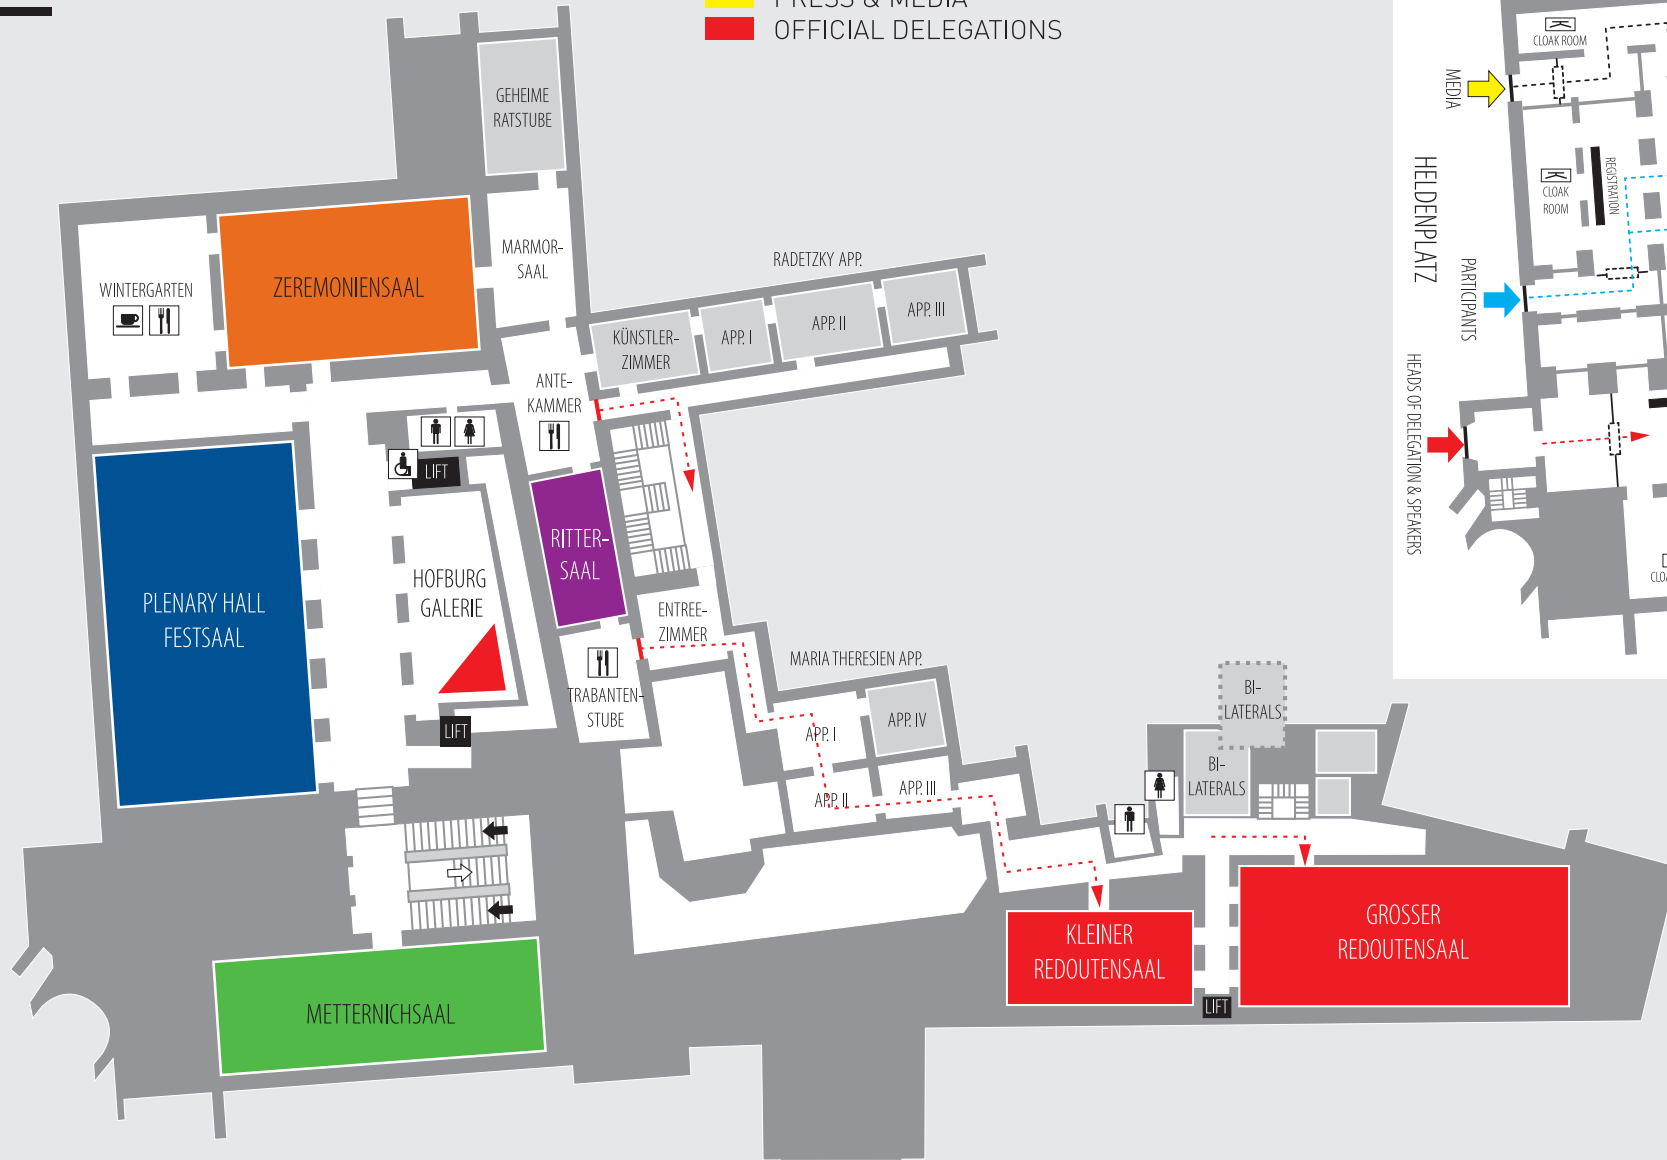 PRESS & MEDIA
OFFICIAL DELEGATIONS
GEHEIME
RATSTUBE
MARMOR-
SAAL
ZEREMONIENSAAL
WINTERGARTEN
RADETZKY APP.
KÜNSTLER-
ZIMMER
APP. I
APP. II
APP. III
ANTE-
KAMMER
LIFT
PLENARY HALL
FESTSAAL
HOFBURG
GALERIE
RITTER-
SAAL
ENTREE-
ZIMMER
TRABANTEN-
STUBE
LIFT
MARIA THERESIEN APP.
APP. I
APP. IV
APP. II
APP. III
BI-
LATERALS
BI-
LATERALS
KLEINER
REDOUTENSAAL
GROSSER
REDOUTENSAAL
LIFT
METTERNICHSAAL
CLOAK ROOM
MEDIA
HELDENPLATZ
CLOAK
ROOM
REGISTRATION
PARTICIPANTS
HEADS OF DELEGATION & SPEAKERS